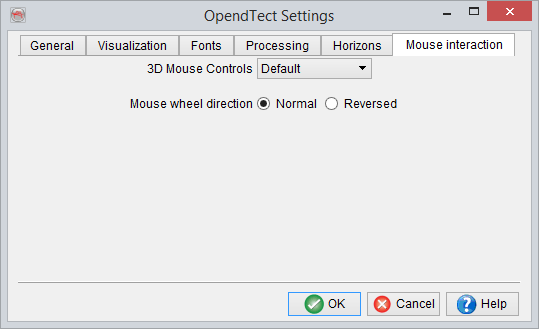 OpendTect Settings
General Visualization Fonts Processing Horizons Mouse interaction
3D Mouse Controls Default
Mouse wheel direction Normal Reversed
OK Cancel Help